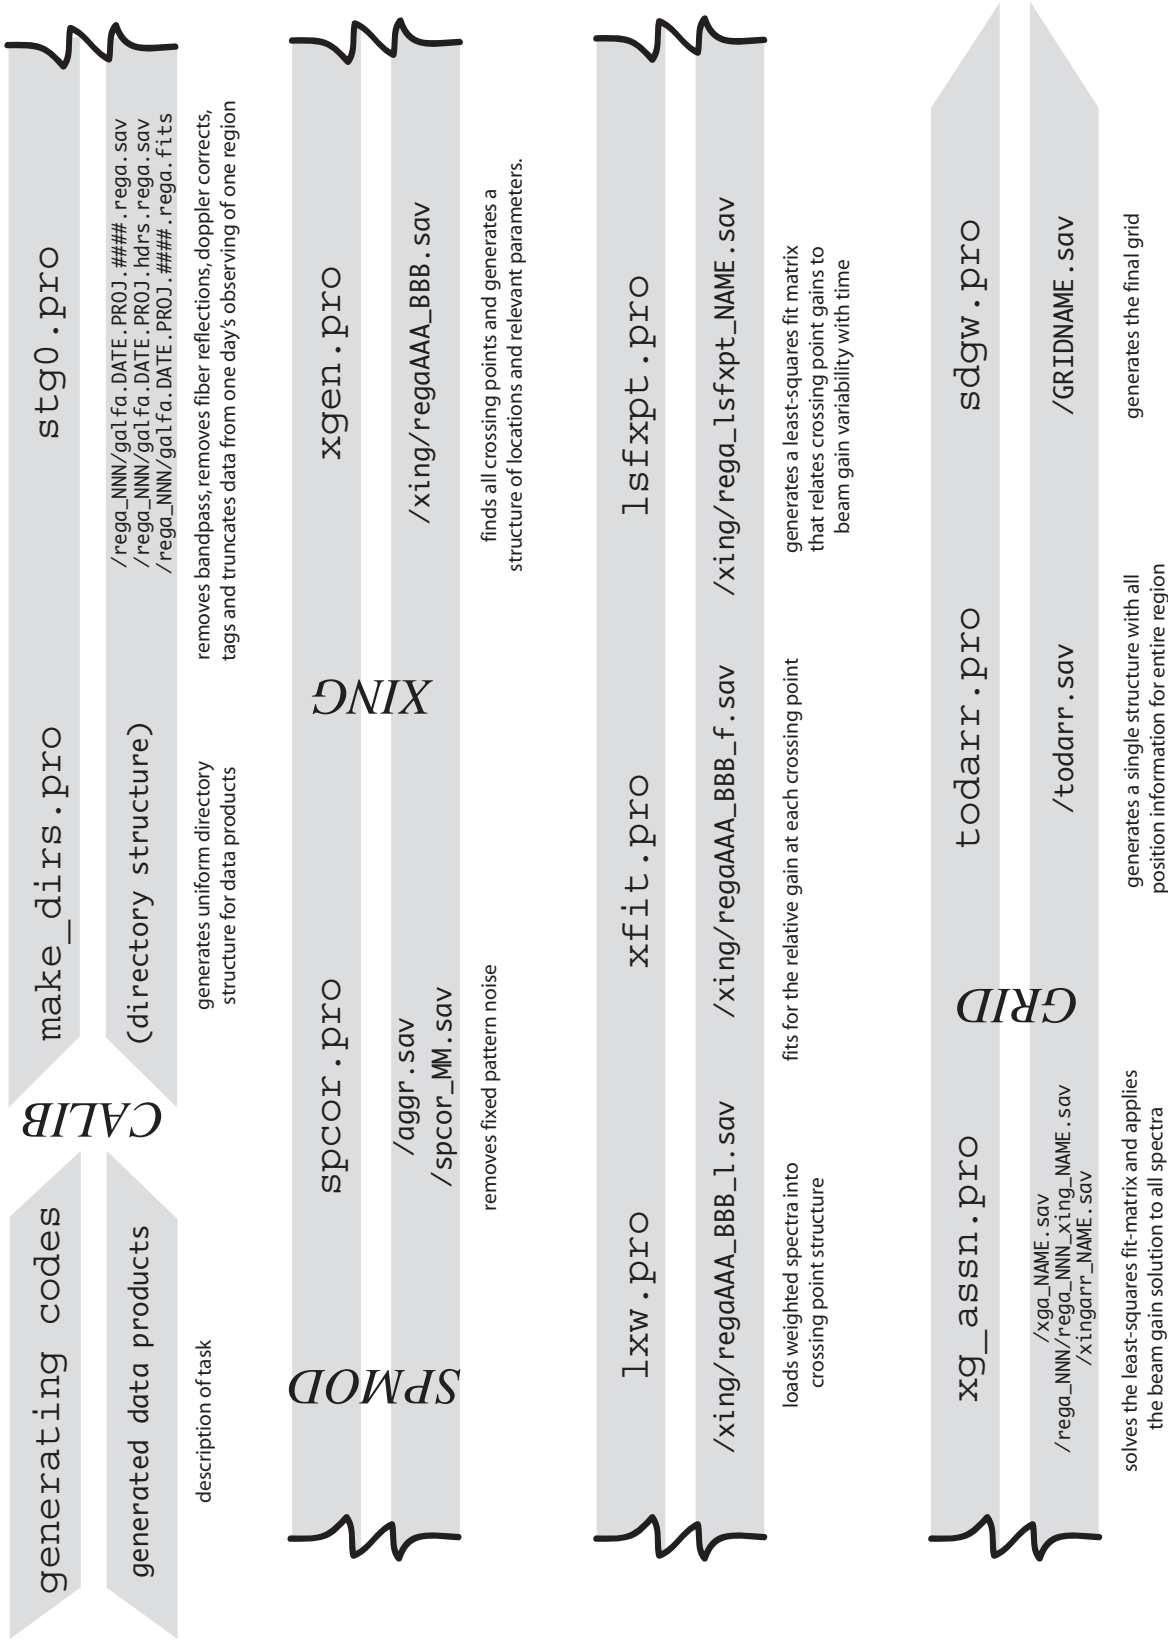 generating codes
generated data products
description of task
CALIB
make_dirs.pro
(directory structure)
generates uniform directory
structure for data products
stg0.pro
/rega_NNN/galfa.DATE.PROJ.####.rega.sav
/rega_NNN/galfa.DATE.PROJ.hdrs.rega.sav
/rega_NNN/galfa.DATE.PROJ.####.rega.fits
removes bandpass, removes fiber reflections, doppler corrects,
tags and truncates data from one day's observing of one region
SPMOD
spcor.pro
/aggr.sav
/spcor_MM.sav
removes fixed pattern noise
XING
xgen.pro
/xing/regaAAA_BBB.sav
finds all crossing points and generates a
structure of locations and relevant parameters.
lxw.pro
/xing/regaAAA_BBB_l.sav
loads weighted spectra into
crossing point structure
xfit.pro
/xing/regaAAA_BBB_f.sav
fits for the relative gain at each crossing point
lsfxpt.pro
/xing/rega_lsfxpt_NAME.sav
generates a least-squares fit matrix
that relates crossing point gains to
beam gain variability with time
xg_assn.pro
/xga_NAME.sav
/rega_NNN/rega_NNN_xing_NAME.sav
/xingarr_NAME.sav
solves the least-squares fit-matrix and applies
the beam gain solution to all spectra
GRID
todarr.pro
/todarr.sav
generates a single structure with all
position information for entire region
sdgw.pro
/GRIDNAME.sav
generates the final grid